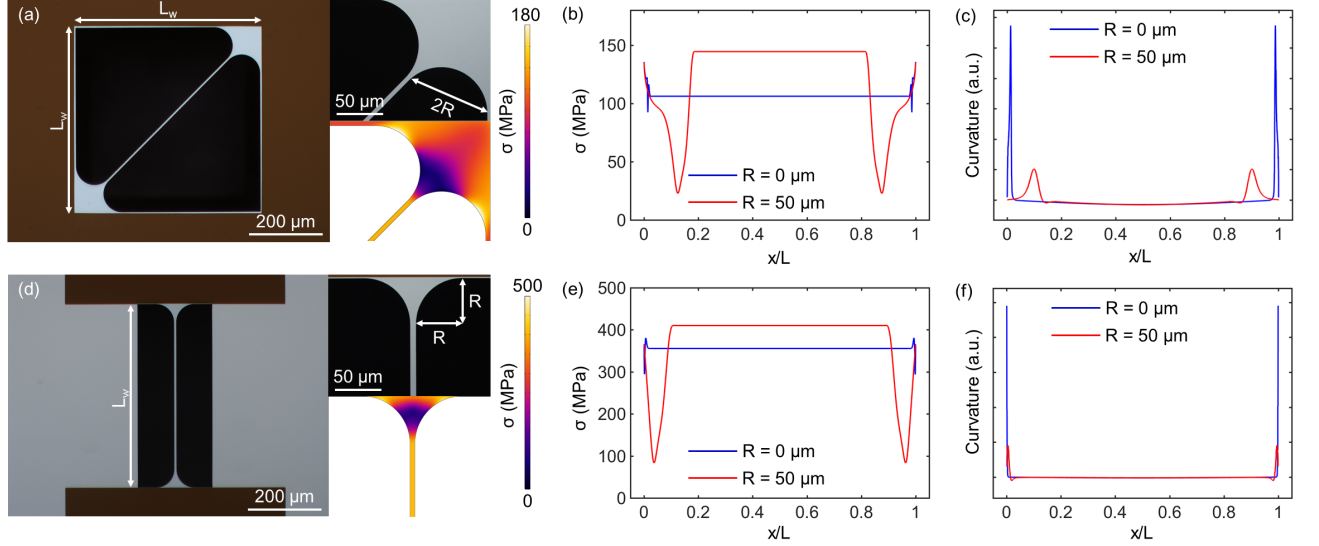 (a)
L_w
L_w
200 μm
50 μm
2R
180
σ (MPa)
0
(b)
σ (MPa)
150
100
50
0
R = 0 μm
R = 50 μm
0 0.2 0.4 0.6 0.8 1
x/L
(c)
Curvature (a.u.)
R = 0 μm
R = 50 μm
0 0.2 0.4 0.6 0.8 1
x/L
(d)
L_w
200 μm
R
R
50 μm
500
σ (MPa)
0
(e)
σ (MPa)
500
400
300
200
100
0
R = 0 μm
R = 50 μm
0 0.2 0.4 0.6 0.8 1
x/L
(f)
Curvature (a.u.)
R = 0 μm
R = 50 μm
0 0.2 0.4 0.6 0.8 1
x/L